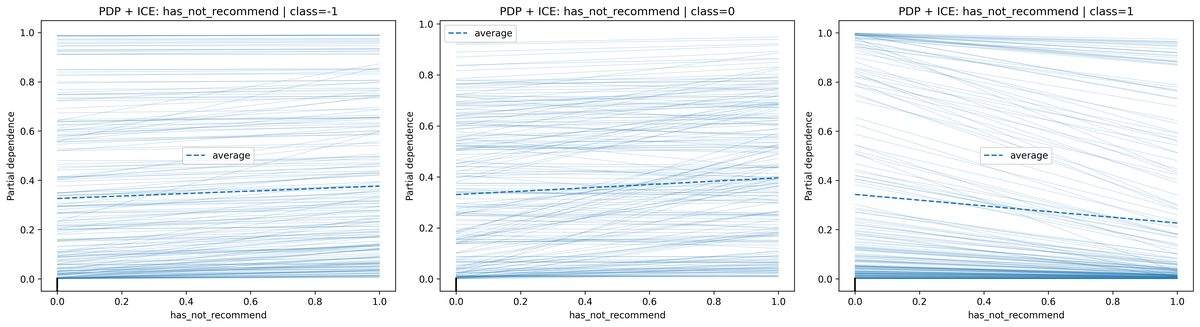 PDP + ICE: has_not_recommend | class=-1
Partial dependence
1.0
0.8
0.6
0.4
0.2
0.0
average
0.0 0.2 0.4 0.6 0.8 1.0
has_not_recommend
PDP + ICE: has_not_recommend | class=0
Partial dependence
1.0
0.8
0.6
0.4
0.2
0.0
average
0.0 0.2 0.4 0.6 0.8 1.0
has_not_recommend
PDP + ICE: has_not_recommend | class=1
Partial dependence
1.0
0.8
0.6
0.4
0.2
0.0
average
0.0 0.2 0.4 0.6 0.8 1.0
has_not_recommend